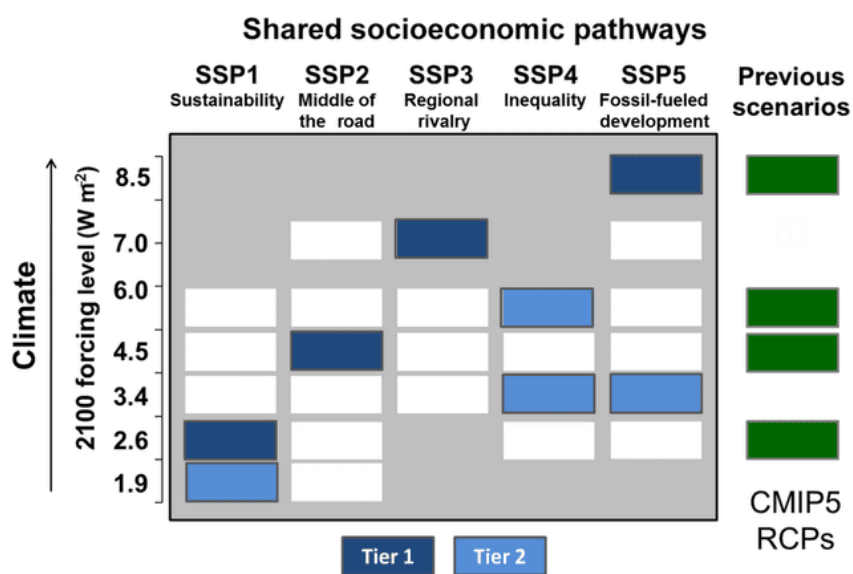 Shared socioeconomic pathways
SSP1 SSP2 SSP3 SSP4 SSP5 Previous
Sustainability Middle of Regional Inequality Fossil-fueled scenarios
the road rivalry development
Climate
2100 forcing level (W m-2)
8.5
7.0
6.0
4.5
3.4
2.6
1.9
CMIP5
RCPs
Tier 1 Tier 2